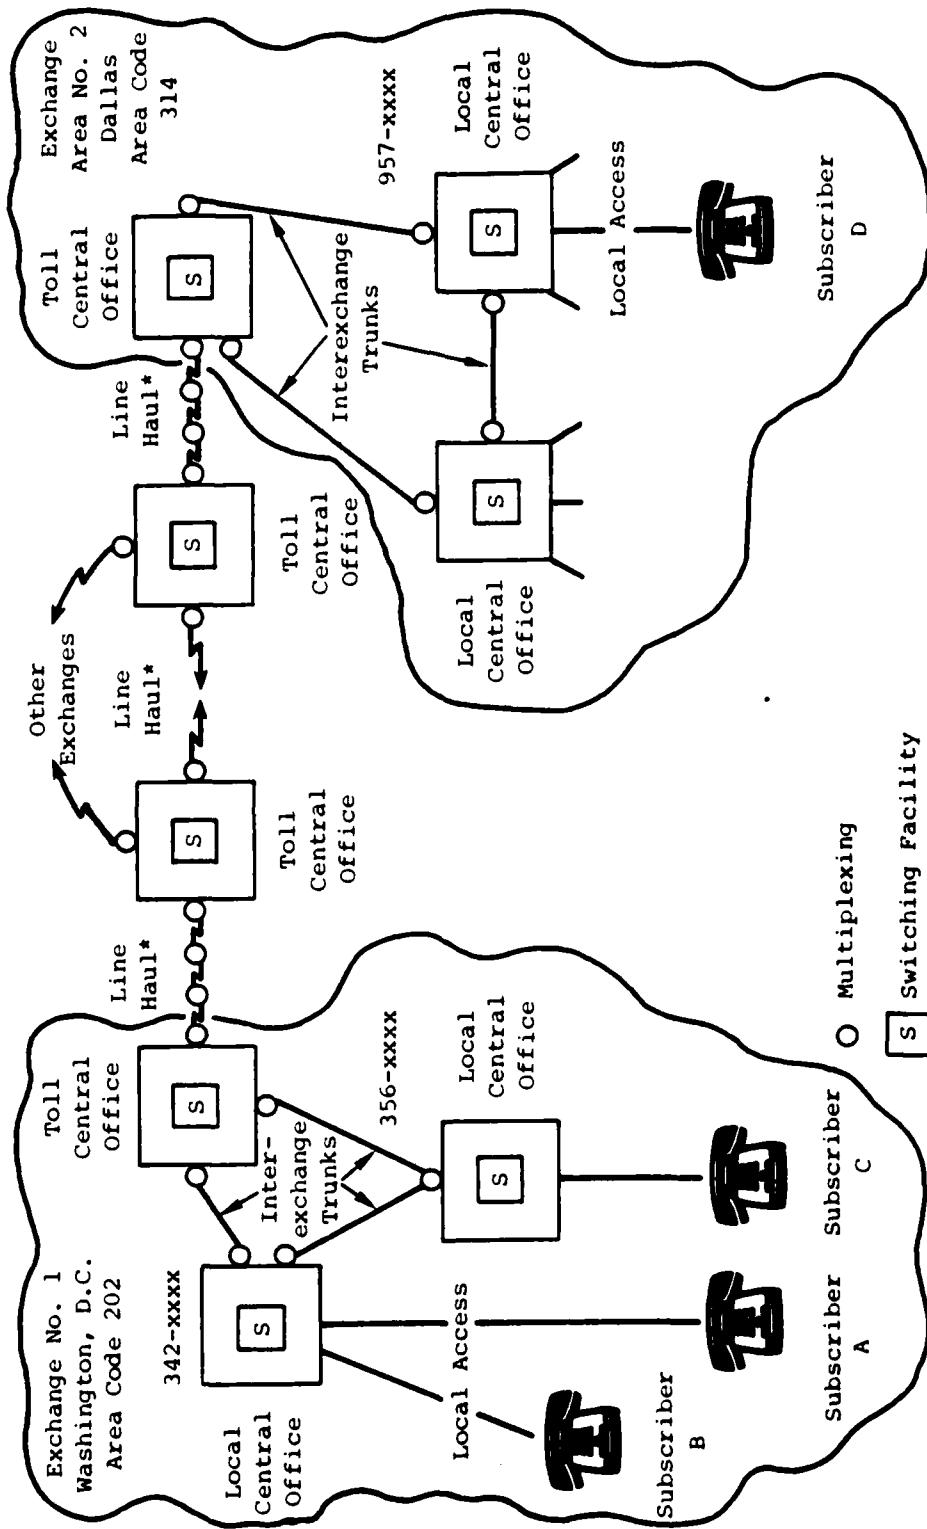 Exchange No. 1
Washington, D.C.
Area Code 202
Toll
Central
Office
S
Line
Haul*
342-xxxx
Local
Central
Office
S
Inter-
exchange
Trunks
356-xxxx
Local
Central
Office
S
Local Access
Subscriber
B
Subscriber
A
Subscriber
C
Other
Exchanges
S
Toll
Central
Office
Line
Haul*
S
Toll
Central
Office
Line
Haul*
Exchange
Area No. 2
Dallas
Area Code
314
Toll
Central
Office
S
Interexchange
Trunks
957-xxxx
Local
Central
Office
S
Local
Central
Office
S
Local Access
Subscriber
D
Multiplexing
S Switching Facility